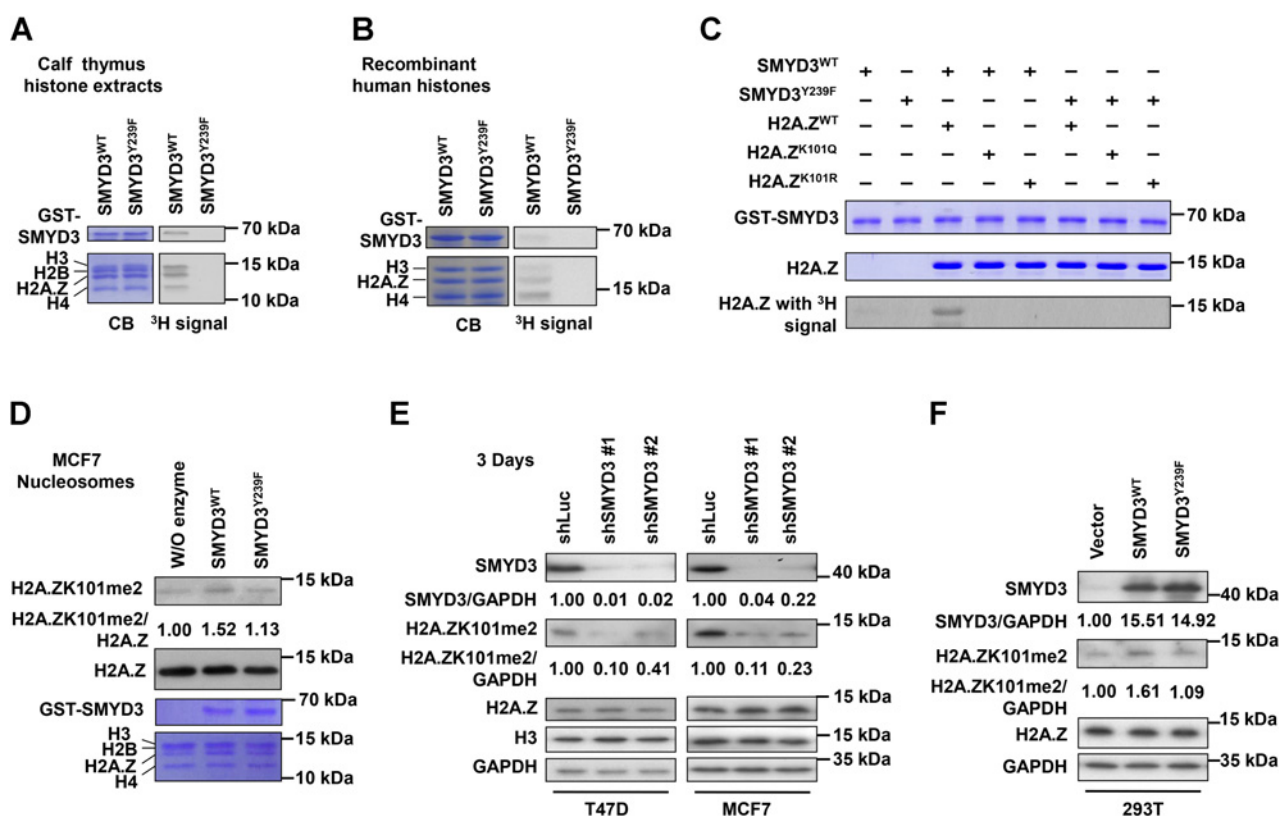 A
Calf thymus
histone extracts
SMYD3WT
SMYD3Y239F
SMYD3WT
SMYD3Y239F
GST-
SMYD3
70 kDa
H3
H2B
H2A.Z
H4
15 kDa
10 kDa
CB
³H signal
B
Recombinant
human histones
SMYD3WT
SMYD3Y239F
SMYD3WT
SMYD3Y239F
GST-
SMYD3
70 kDa
H3
H2A.Z
H4
15 kDa
CB
³H signal
C
SMYD3WT + − + + + − − −
SMYD3Y239F − + − − − + + +
H2A.ZWT − − + − − + − −
H2A.ZK101Q − − − + − − + −
H2A.ZK101R − − − − + − − +
GST-SMYD3
70 kDa
H2A.Z
15 kDa
H2A.Z with ³H
signal
15 kDa
D
MCF7
Nucleosomes
W/O enzyme
SMYD3WT
SMYD3Y239F
H2A.ZK101me2
15 kDa
H2A.ZK101me2/
H2A.Z
1.00 1.52 1.13
H2A.Z
15 kDa
GST-SMYD3
70 kDa
H3
H2B
H2A.Z
H4
15 kDa
10 kDa
E
3 Days
shLuc
shSMYD3 #1
shSMYD3 #2
shLuc
shSMYD3 #1
shSMYD3 #2
SMYD3
40 kDa
SMYD3/GAPDH 1.00 0.01 0.02 1.00 0.04 0.22
H2A.ZK101me2
15 kDa
H2A.ZK101me2/
GAPDH
1.00 0.10 0.41 1.00 0.11 0.23
H2A.Z
15 kDa
H3
GAPDH
35 kDa
T47D
MCF7
F
Vector
SMYD3WT
SMYD3Y239F
SMYD3
40 kDa
SMYD3/GAPDH 1.00 15.51 14.92
H2A.ZK101me2
15 kDa
H2A.ZK101me2/
GAPDH
1.00 1.61 1.09
H2A.Z
15 kDa
GAPDH
35 kDa
293T